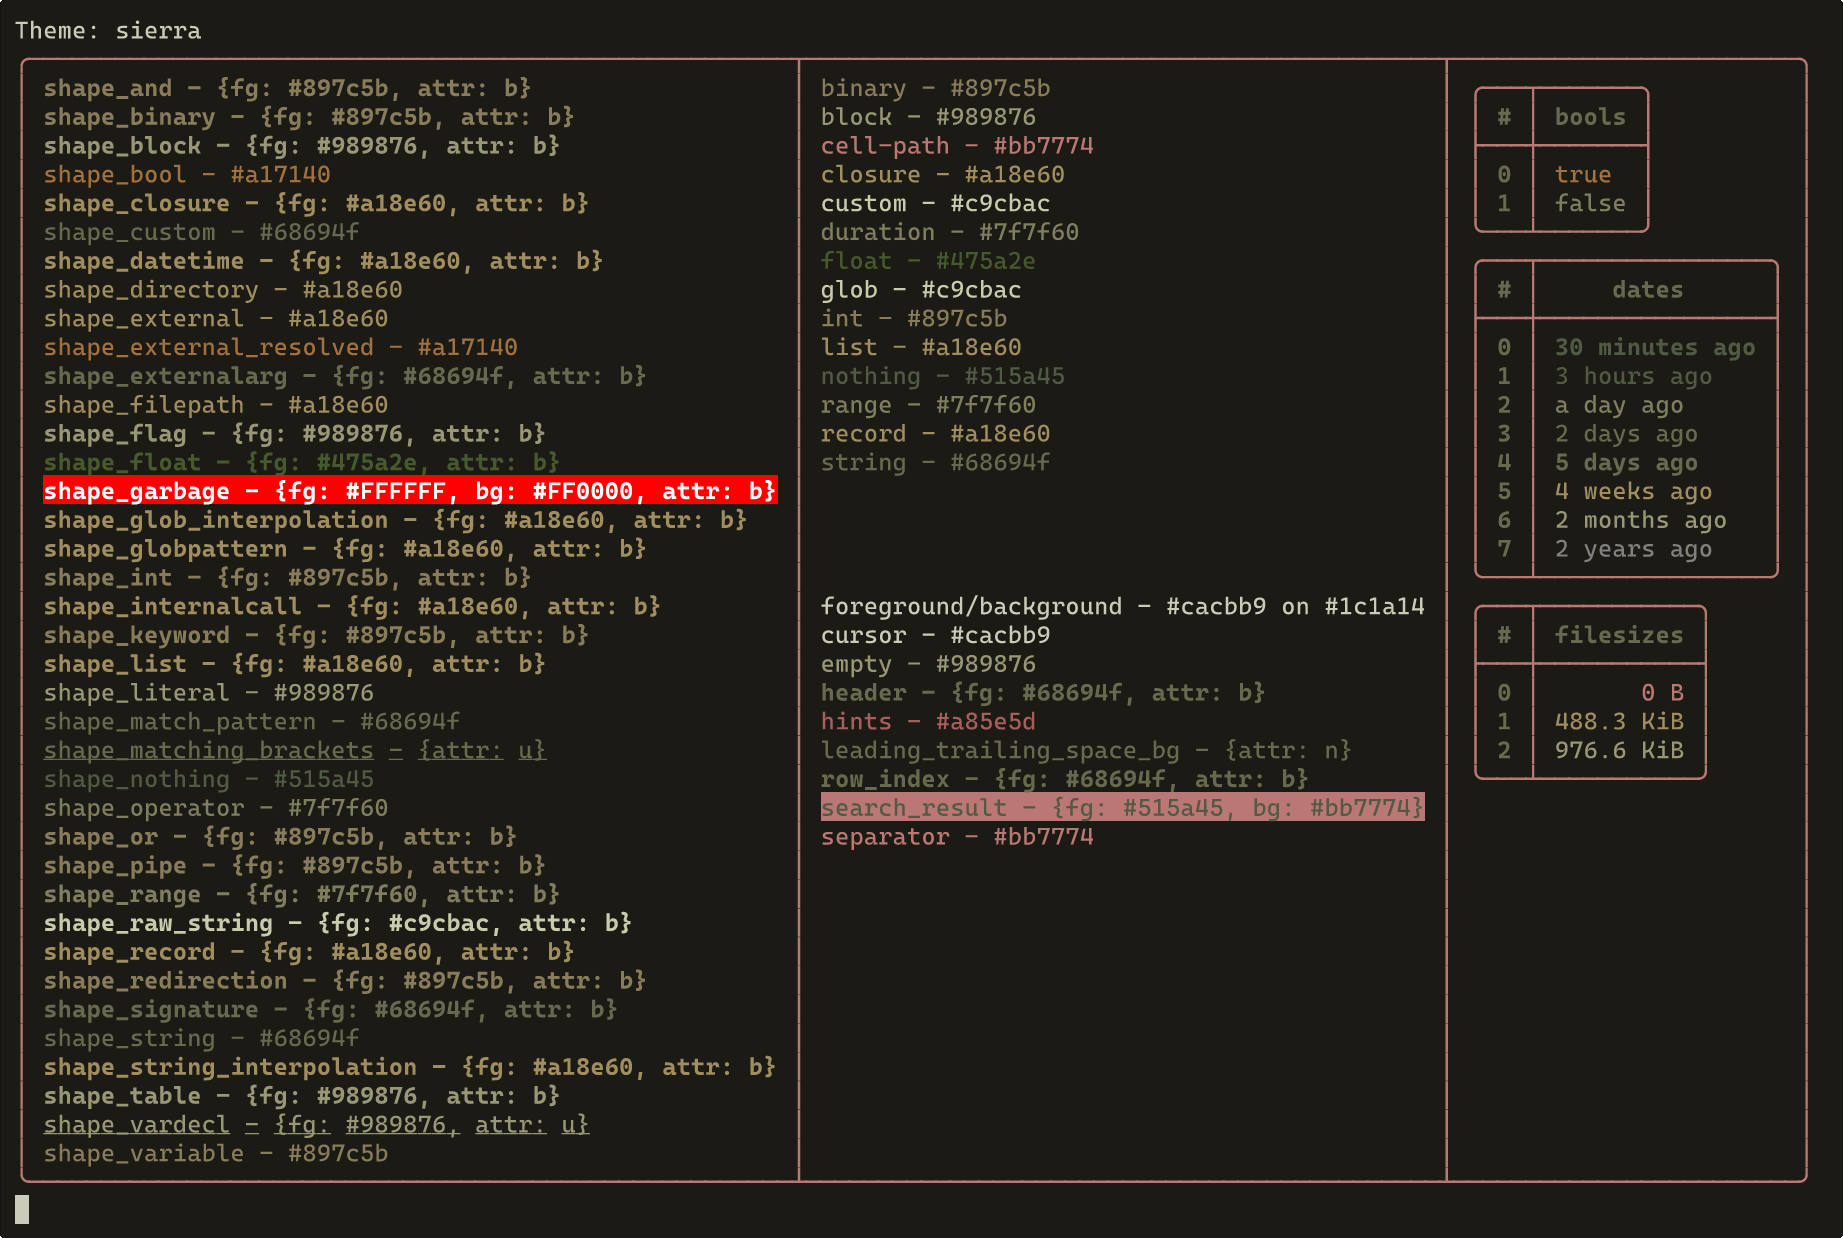 Theme: sierra
shape_and - {fg: #897c5b, attr: b}
shape_binary - {fg: #897c5b, attr: b}
shape_block - {fg: #989876, attr: b}
shape_bool - #a17140
shape_closure - {fg: #a18e60, attr: b}
shape_custom - #68694f
shape_datetime - {fg: #a18e60, attr: b}
shape_directory - #a18e60
shape_external - #a18e60
shape_external_resolved - #a17140
shape_externalarg - {fg: #68694f, attr: b}
shape_filepath - #a18e60
shape_flag - {fg: #989876, attr: b}
shape_float - {fg: #475a2e, attr: b}
shape_garbage - {fg: #FFFFFF, bg: #FF0000, attr: b}
shape_glob_interpolation - {fg: #a18e60, attr: b}
shape_globpattern - {fg: #a18e60, attr: b}
shape_int - {fg: #897c5b, attr: b}
shape_internalcall - {fg: #a18e60, attr: b}
shape_keyword - {fg: #897c5b, attr: b}
shape_list - {fg: #a18e60, attr: b}
shape_literal - #989876
shape_match_pattern - #68694f
shape_matching_brackets - {attr: u}
shape_nothing - #515a45
shape_operator - #7f7f60
shape_or - {fg: #897c5b, attr: b}
shape_pipe - {fg: #897c5b, attr: b}
shape_range - {fg: #7f7f60, attr: b}
shape_raw_string - {fg: #c9cbac, attr: b}
shape_record - {fg: #a18e60, attr: b}
shape_redirection - {fg: #897c5b, attr: b}
shape_signature - {fg: #68694f, attr: b}
shape_string - #68694f
shape_string_interpolation - {fg: #a18e60, attr: b}
shape_table - {fg: #989876, attr: b}
shape_vardecl - {fg: #989876, attr: u}
shape_variable - #897c5b
binary - #897c5b
block - #989876
cell-path - #bb7774
closure - #a18e60
custom - #c9cbac
duration - #7f7f60
float - #475a2e
glob - #c9cbac
int - #897c5b
list - #a18e60
nothing - #515a45
range - #7f7f60
record - #a18e60
string - #68694f
foreground/background - #cacbb9 on #1c1a14
cursor - #cacbb9
empty - #989876
header - {fg: #68694f, attr: b}
hints - #a85e5d
leading_trailing_space_bg - {attr: n}
row_index - {fg: #68694f, attr: b}
search_result - {fg: #515a45, bg: #bb7774}
separator - #bb7774
# bools
0 true
1 false
# dates
0 30 minutes ago
1 3 hours ago
2 a day ago
3 2 days ago
4 5 days ago
5 4 weeks ago
6 2 months ago
7 2 years ago
# filesizes
0 0 B
1 488.3 KiB
2 976.6 KiB